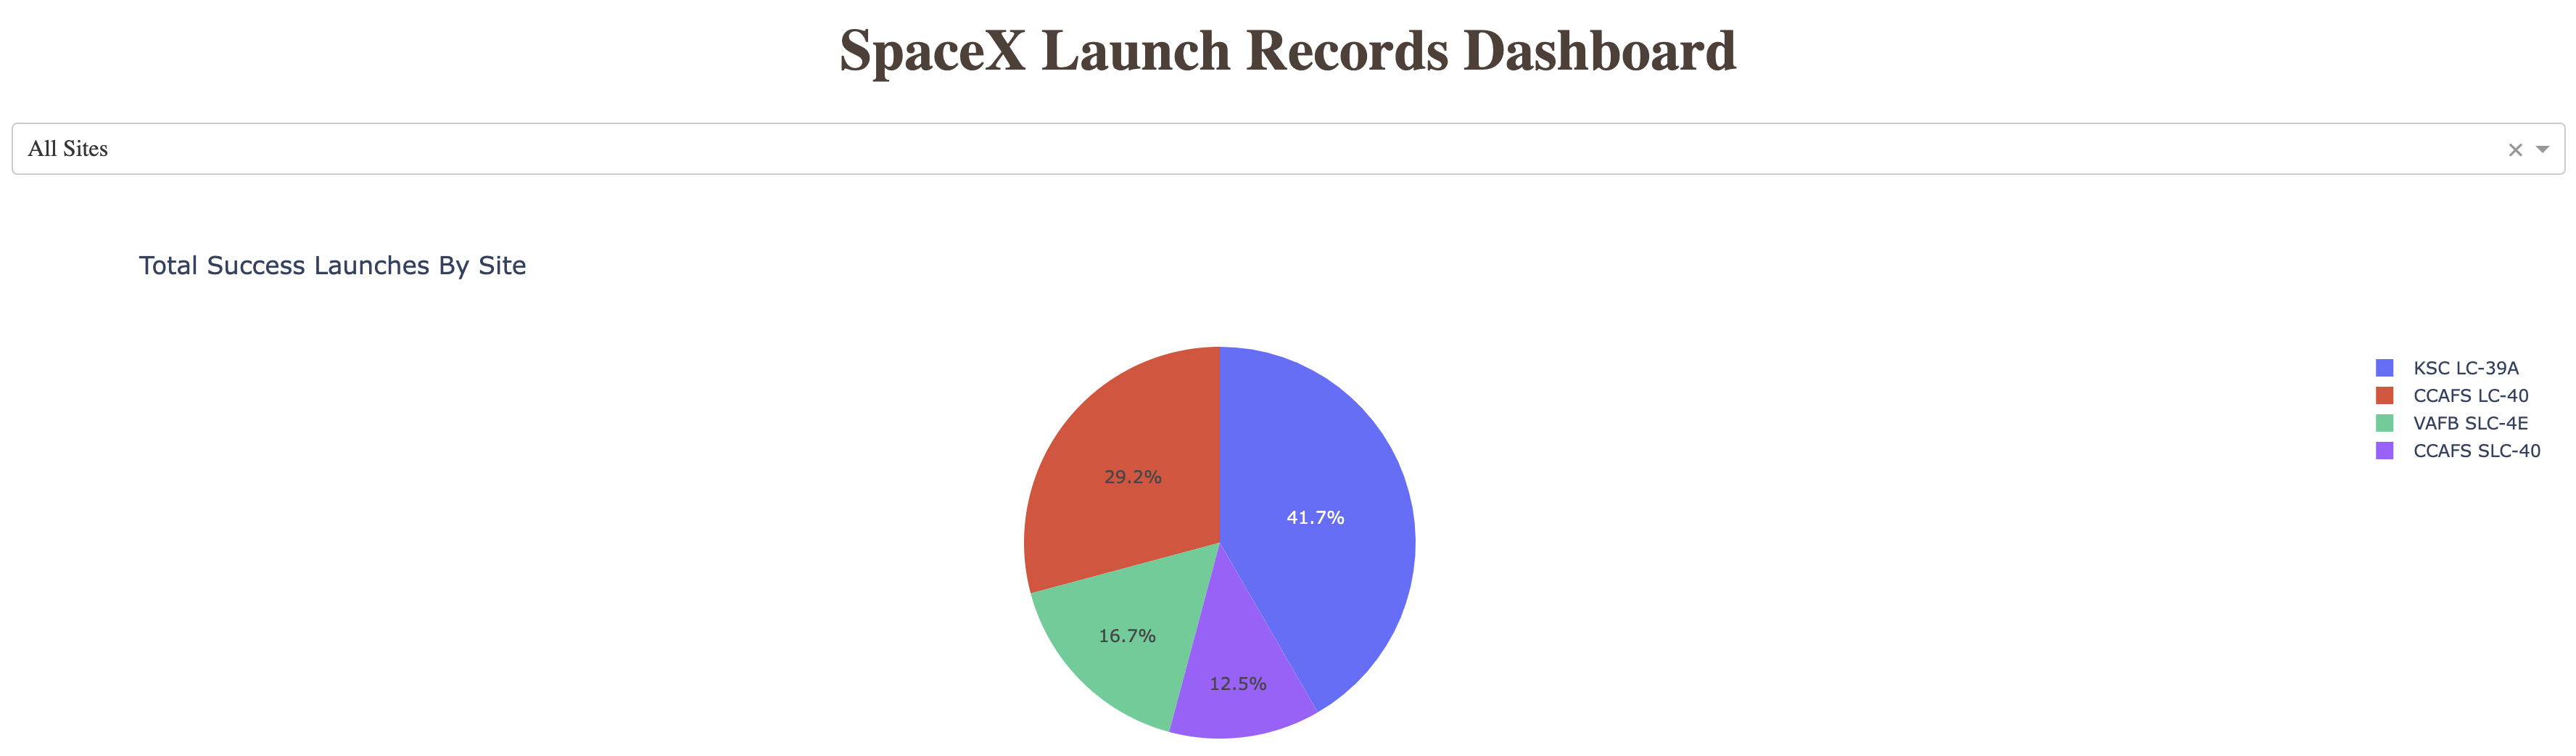 SpaceX Launch Records Dashboard
All Sites
Total Success Launches By Site
KSC LC-39A
CCAFS LC-40
VAFB SLC-4E
CCAFS SLC-40
29.2%
41.7%
16.7%
12.5%